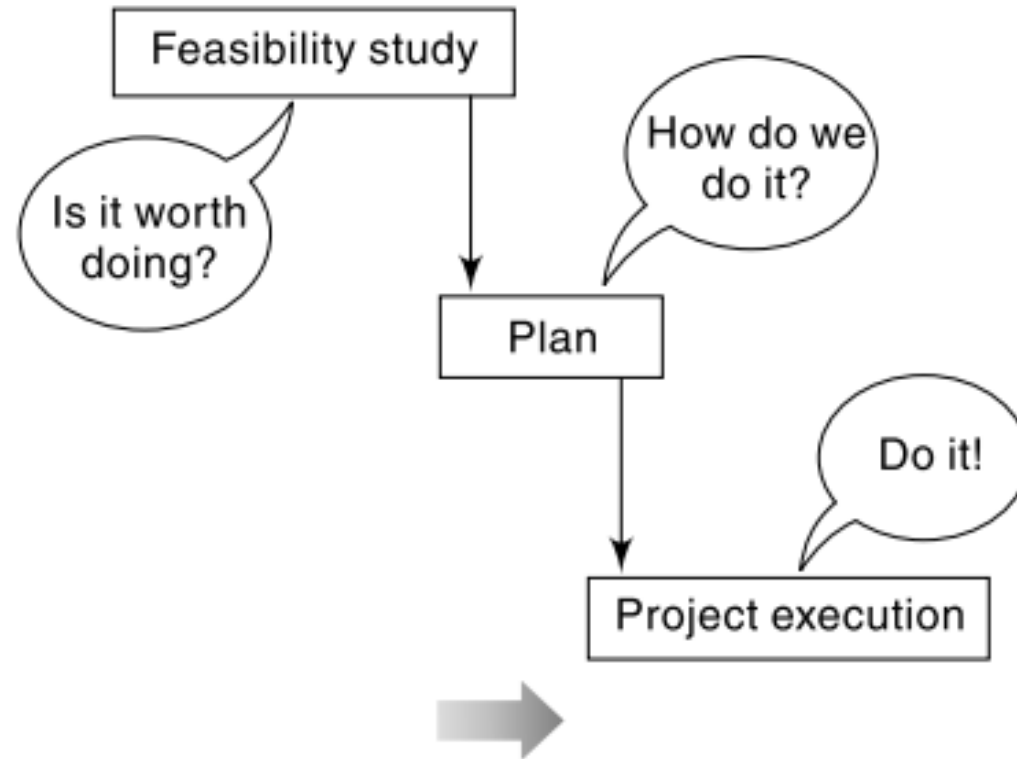 Feasibility study
Is it worth
doing?
How do we
do it?
Plan
Do it!
Project execution